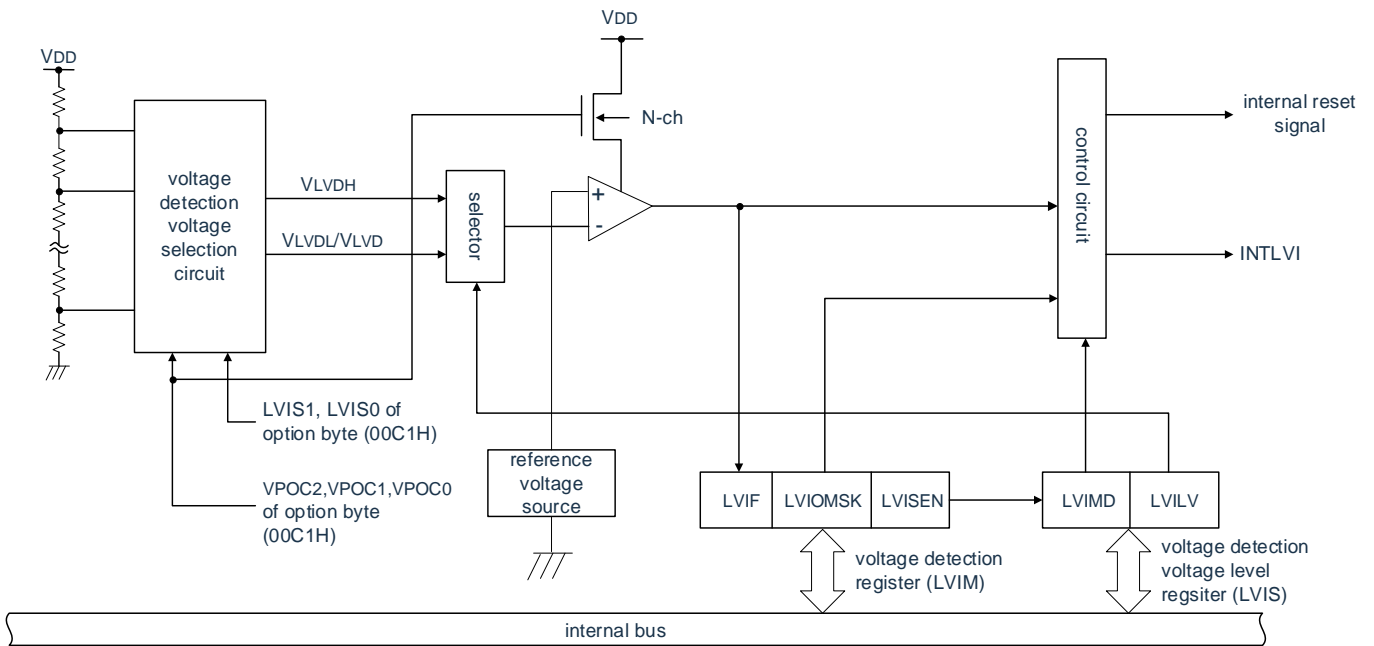 VDD
VDD
N-ch
internal reset
signal
control circuit
voltage
detection
voltage
selection
circuit
VLVDH
selector
+
-
VLVDL/VLVD
INTLVI
LVIS1, LVIS0 of
option byte (00C1H)
reference
voltage
source
VPOC2,VPOC1,VPOC0
of option byte
(00C1H)
LVIF
LVIOMSK
LVISEN
LVIMD
LVILV
voltage detection
register (LVIM)
voltage detection
voltage level
regsiter (LVIS)
internal bus